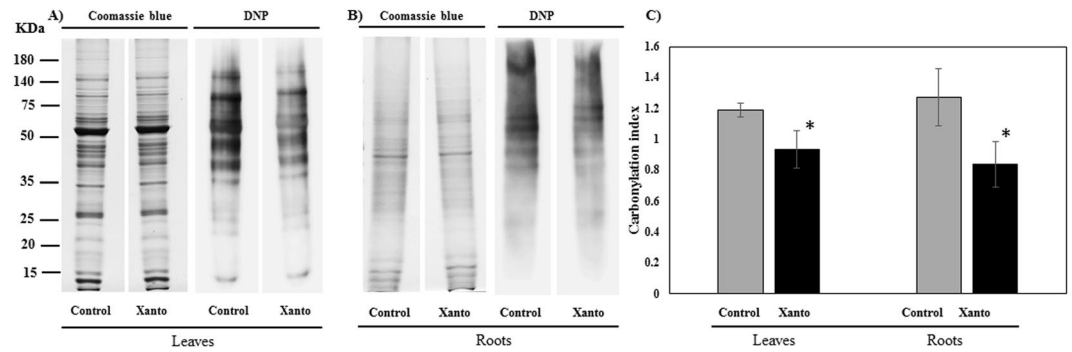 A)
Coomassie blue
DNP
KDa
180
140
75
50
35
25
20
15
Control
Xanto
Control
Xanto
Leaves
B)
Coomassie blue
DNP
Control
Xanto
Control
Xanto
Roots
C)
Carbonylation index
1.6
1.4
1.2
1
0.8
0.6
0.4
0.2
0
*
*
Control Xanto
Control Xanto
Leaves
Roots